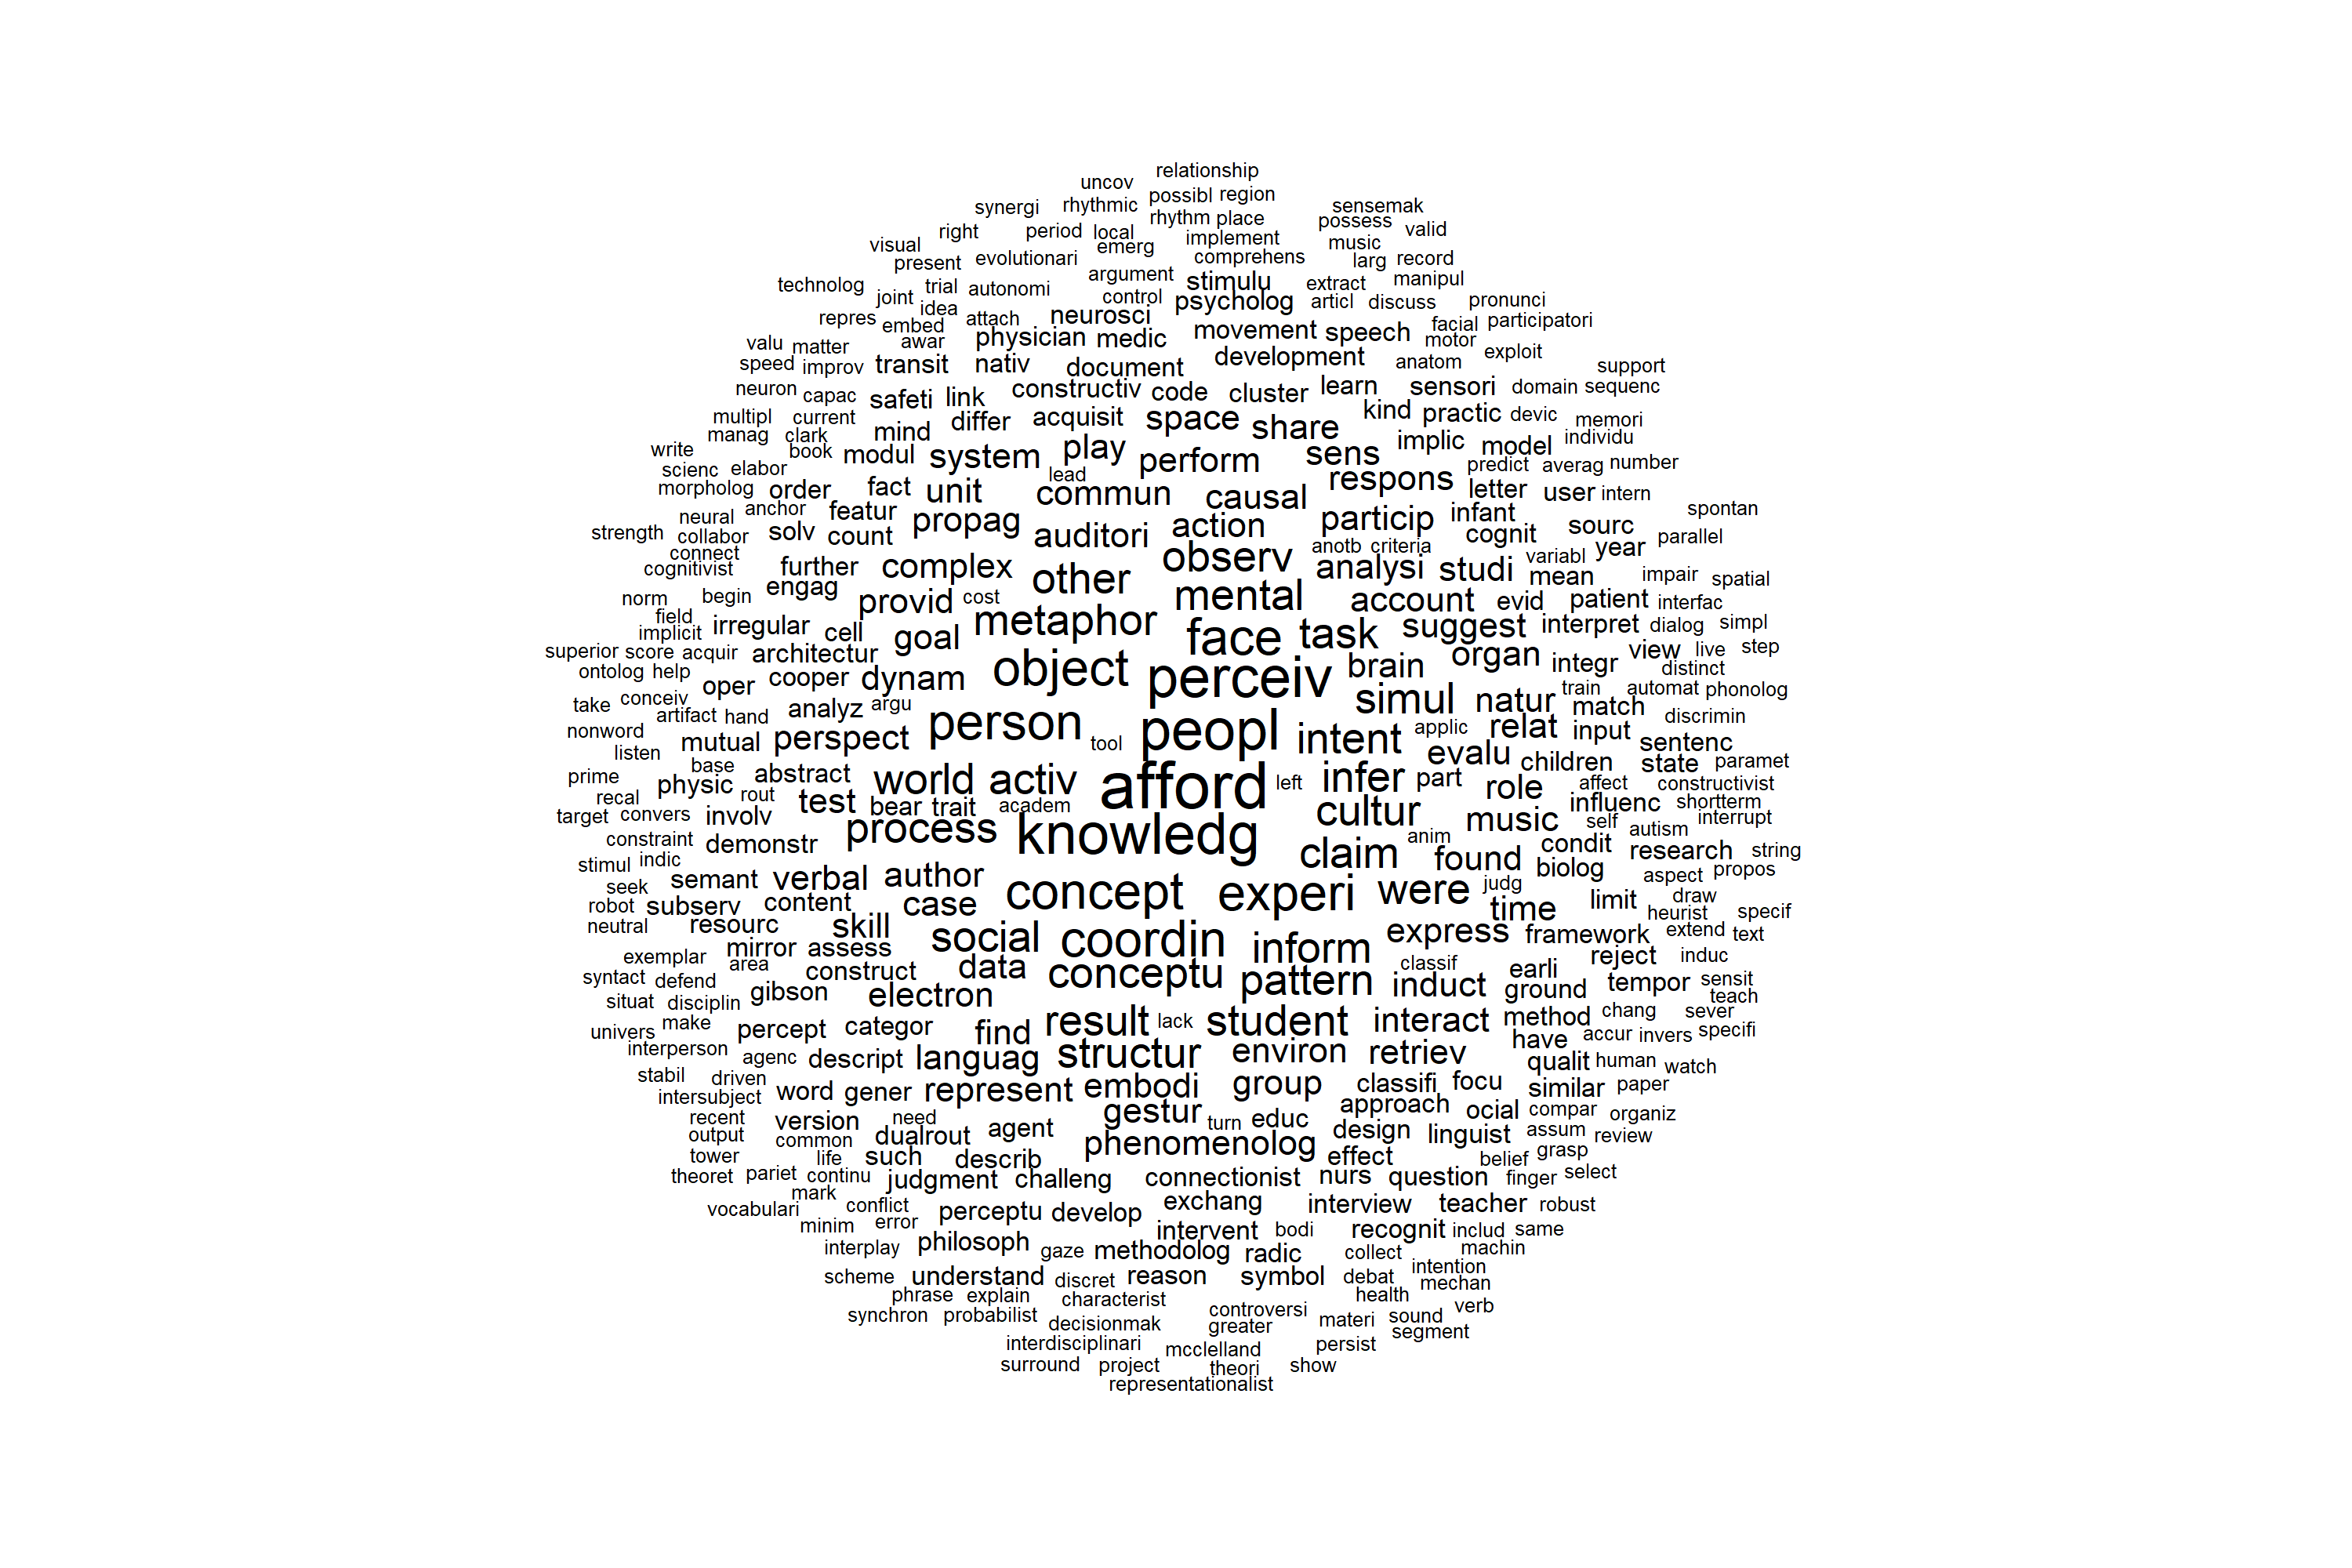 relationship
uncov possibl region
synergi rhythmic sensemak
rhythm place possess
right period local implement music valid
visual emerg
present evolutionari comprehens larg record
technolog trial autonomi argument stimulu extract manipul
joint idea control psycholog articl discuss pronunci
repres embed attach neurosci facial participatori
valu matter awar physician medic movement speech motor
speed improv transit nativ document development anatom exploit support
neuron capac safeti link constructiv code cluster learn sensori domain sequenc
multipl current differ acquisit space share kind practic devic memori
manag clark mind implic model individu
write book modul system play perform sens predict averag number
scienc elabor lead respons
morpholog order fact unit commun causal letter user intern
neural anchor featur propag auditori action particip infant sourc spontan
strength collabor solv count cognit parallel
connect observ anotb criteria variabl year
cognitivist further complex other analysi studi mean impair spatial
norm begin engag provid cost mental account evid patient interfac
field irregular cell goal metaphor face task suggest interpret dialog simpl
implicit
superior score acquir architectur object perceiv brain organ integr view live step
ontolog help oper cooper dynam distinct
take conceiv simul natur train automat phonolog
artifact hand analyz argu person match discrimin
nonword peopl intent applic relat input
listen mutual perspect tool evalu sentenc
prime base abstract world activ afford left infer part role children state paramet
physic affect constructivist
recal rout test bear trait academ cultur influenc shortterm
target convers involv process knowledg music self interrupt
constraint demonstr claim anim found condit autism research string
stimul indic biolog
seek semant verbal author concept experi were judg aspect propos
robot subserv content case time limit draw
neutral resourc skill heurist specif
mirror assess social coordin inform express framework extend text
exemplar area construct data conceptu pattern classif earli reject induc
syntact defend gibson electron induct ground tempor sensit
situat disciplin teach
univers make percept categor find result lack student interact method chang sever
interperson agenc descript languag structur environ retriev have accur invers specifi
stabil driven qualit human watch
intersubject word gener represent embodi group classifi focu similar paper
recent version need gestur turn educ approach ocial compar organiz
output common dualrout agent phenomenolog design linguist assum review
tower life such describ effect belief grasp
theoret pariet continu judgment challeng connectionist nurs question finger select
mark
vocabulari conflict exchang interview teacher robust
minim error perceptu develop intervent bodi recognit includ same
interplay philosoph gaze methodolog radic collect machin
scheme understand discret reason symbol debat intention mechan
phrase explain characterist health
synchron probabilist controversi materi sound verb
decisionmak greater segment
interdisciplinari mcclelland persist
surround project theori show
representationalist